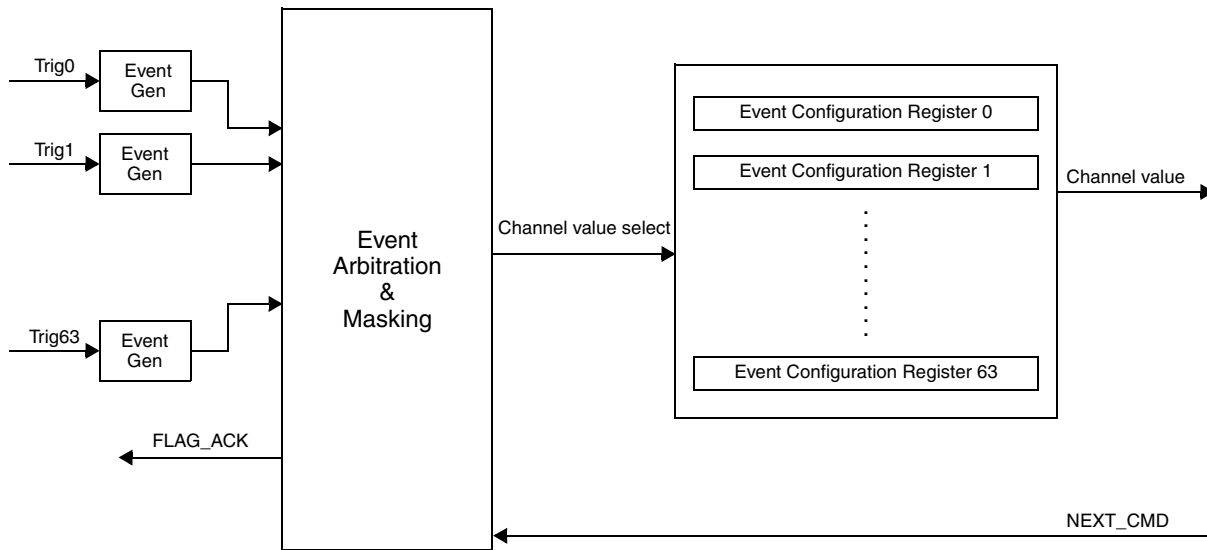 Trig0
Event
Gen
Trig1
Event
Gen
Trig63
Event
Gen
FLAG_ACK
Event
Arbitration
&
Masking
Channel value select
Event Configuration Register 0
Event Configuration Register 1
Event Configuration Register 63
Channel value
NEXT_CMD